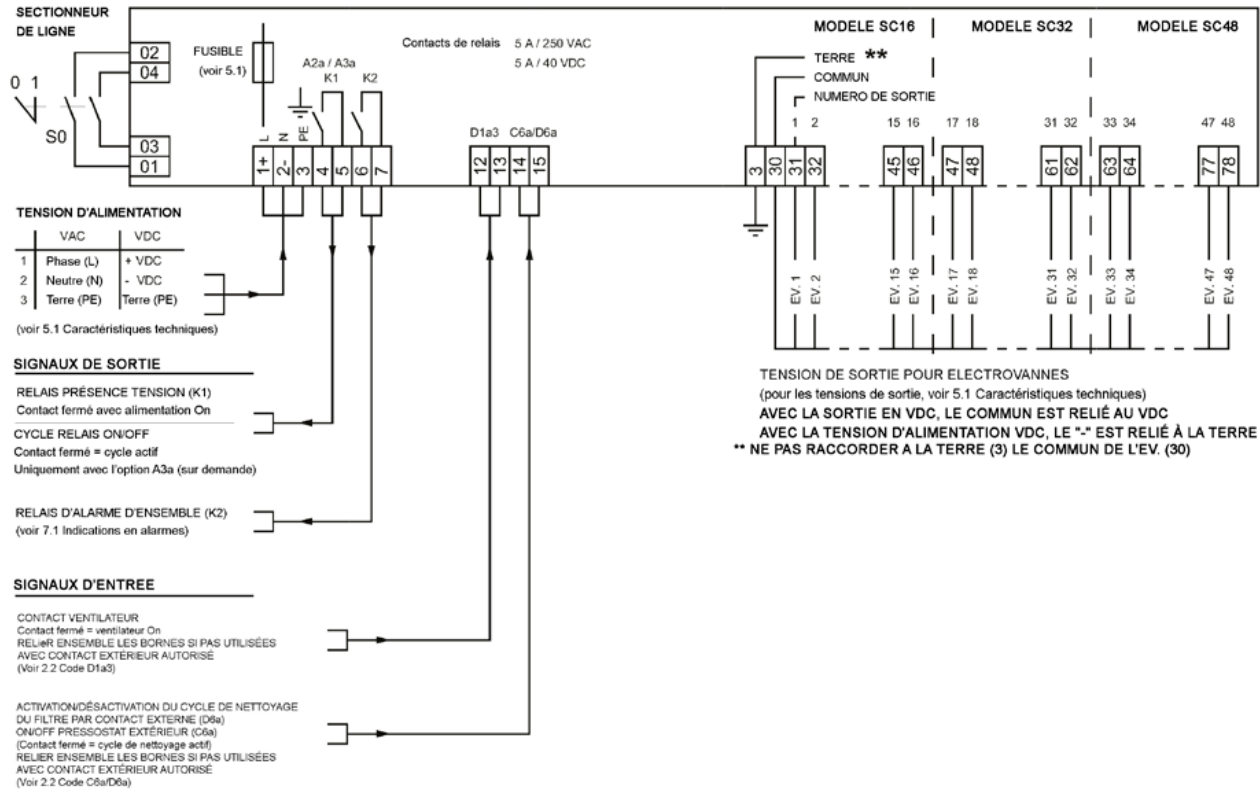 SECTIONNEUR
DE LIGNE
02
04
0 1
S0
03
01
FUSIBLE
(voir 5.1)
A2a / A3a
K1
K2
Contacts de relais 5 A / 250 VAC
5 A / 40 VDC
L
N
PE
1+
2-
3
4
5
6
7
D1a3
C6a/D6a
12
13
14
15
MODELE SC16
MODELE SC32
MODELE SC48
TERRE **
COMMUN
NUMERO DE SORTIE
1 2 15 16 17 18 31 32 33 34 47 48
3 30 31 32 45 46 47 48 61 62 63 64 77 78
EV. 1
EV. 2
EV. 15
EV. 16
EV. 17
EV. 18
EV. 31
EV. 32
EV. 33
EV. 34
EV. 47
EV. 48
TENSION D'ALIMENTATION
VAC VDC
1 Phase (L) + VDC
2 Neutre (N) - VDC
3 Terre (PE) Terre (PE)
(voir 5.1 Caractéristiques techniques)
SIGNAUX DE SORTIE
RELAIS PRÉSENCE TENSION (K1)
Contact fermé avec alimentation On
CYCLE RELAIS ON/OFF
Contact fermé = cycle actif
Uniquement avec l'option A3a (sur demande)
RELAIS D'ALARME D'ENSEMBLE (K2)
(voir 7.1 Indications en alarmes)
SIGNAUX D'ENTREE
CONTACT VENTILATEUR
Contact fermé = ventilateur On
RELieR ENSEMBLE LES BORNES SI PAS UTILISÉES
AVEC CONTACT EXTÉRIEUR AUTORISÉ
(Voir 2.2 Code D1a3)
ACTIVATION/DÉSACTIVATION DU CYCLE DE NETTOYAGE
DU FILTRE PAR CONTACT EXTERNE (D6a)
ON/OFF PRESSOSTAT EXTÉRIEUR (C6a)
(Contact fermé = cycle de nettoyage actif)
RELIER ENSEMBLE LES BORNES SI PAS UTILISÉES
AVEC CONTACT EXTÉRIEUR AUTORISÉ
(Voir 2.2 Code C6a/D6a)
TENSION DE SORTIE POUR ELECTROVANNES
(pour les tensions de sortie, voir 5.1 Caractéristiques techniques)
AVEC LA SORTIE EN VDC, LE COMMUN EST RELIÉ AU VDC
AVEC LA TENSION D'ALIMENTATION VDC, LE "-" EST RELIÉ À LA TERRE
** NE PAS RACCORDER A LA TERRE (3) LE COMMUN DE L'EV. (30)